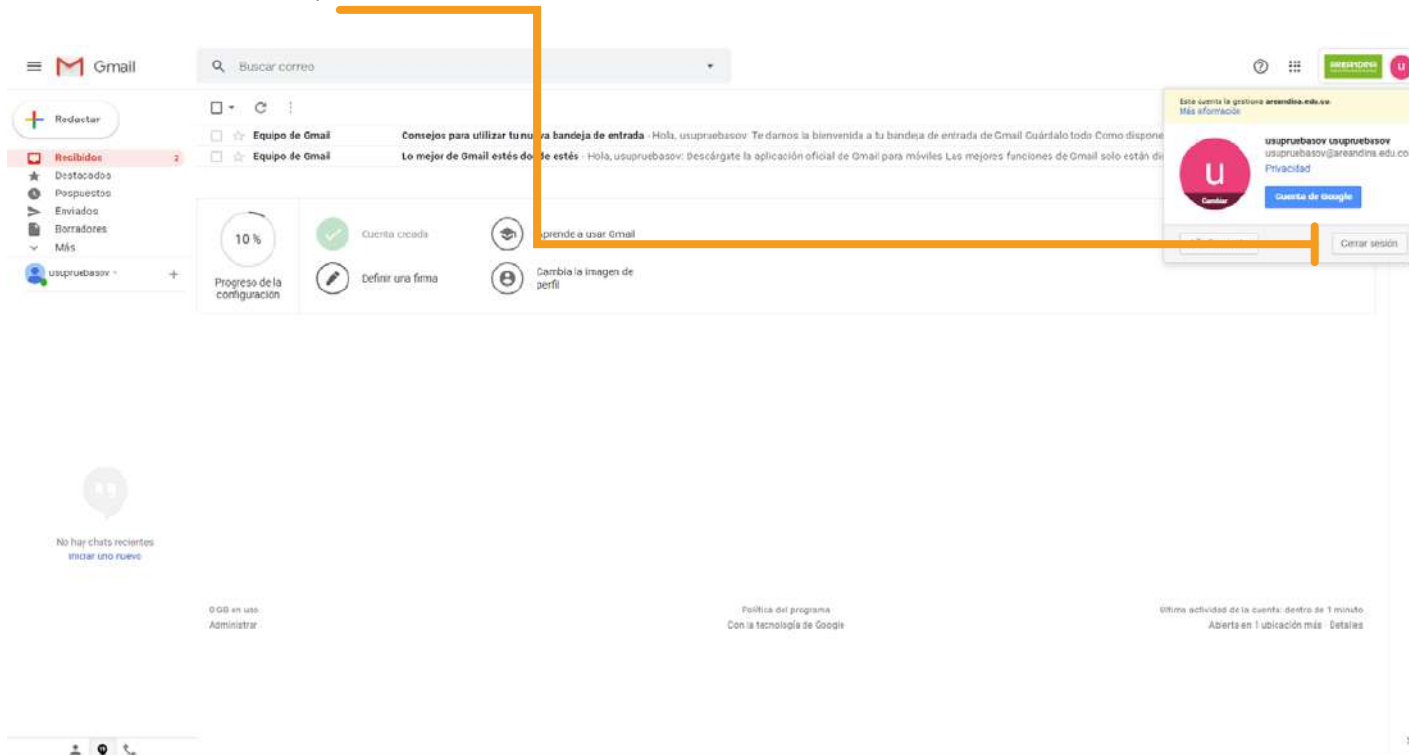 Gmail
Buscar correo
Esta cuenta la gestiona areandina.edu.co.
Más información
usupruebasov usupruebasov
usupruebasov@areandina.edu.co
Privacidad
U
Cambiar
Cuenta de Google
Cerrar sesión
Redactar
Recibidos 2
Destacados
Pospuestos
Enviados
Borradores
Más
usupruebasov
Equipo de Gmail Consejos para utilizar tu nueva bandeja de entrada - Hola, usupruebasov: Te damos la bienvenida a tu bandeja de entrada de Gmail Guárdalo todo Como dispone
Equipo de Gmail Lo mejor de Gmail estés donde estés - Hola, usupruebasov: Descárgate la aplicación oficial de Gmail para móviles Las mejores funciones de Gmail solo están
10 %
Progreso de la
configuración
Cuenta creada
Aprende a usar Gmail
Definir una firma
Cambia la imagen de
perfil
No hay chats recientes
Iniciar uno nuevo
0 GB en uso
Administrar
Política del programa
Con la tecnología de Google
Última actividad de la cuenta: dentro de 1 minuto
Abierta en 1 ubicación más · Detalles